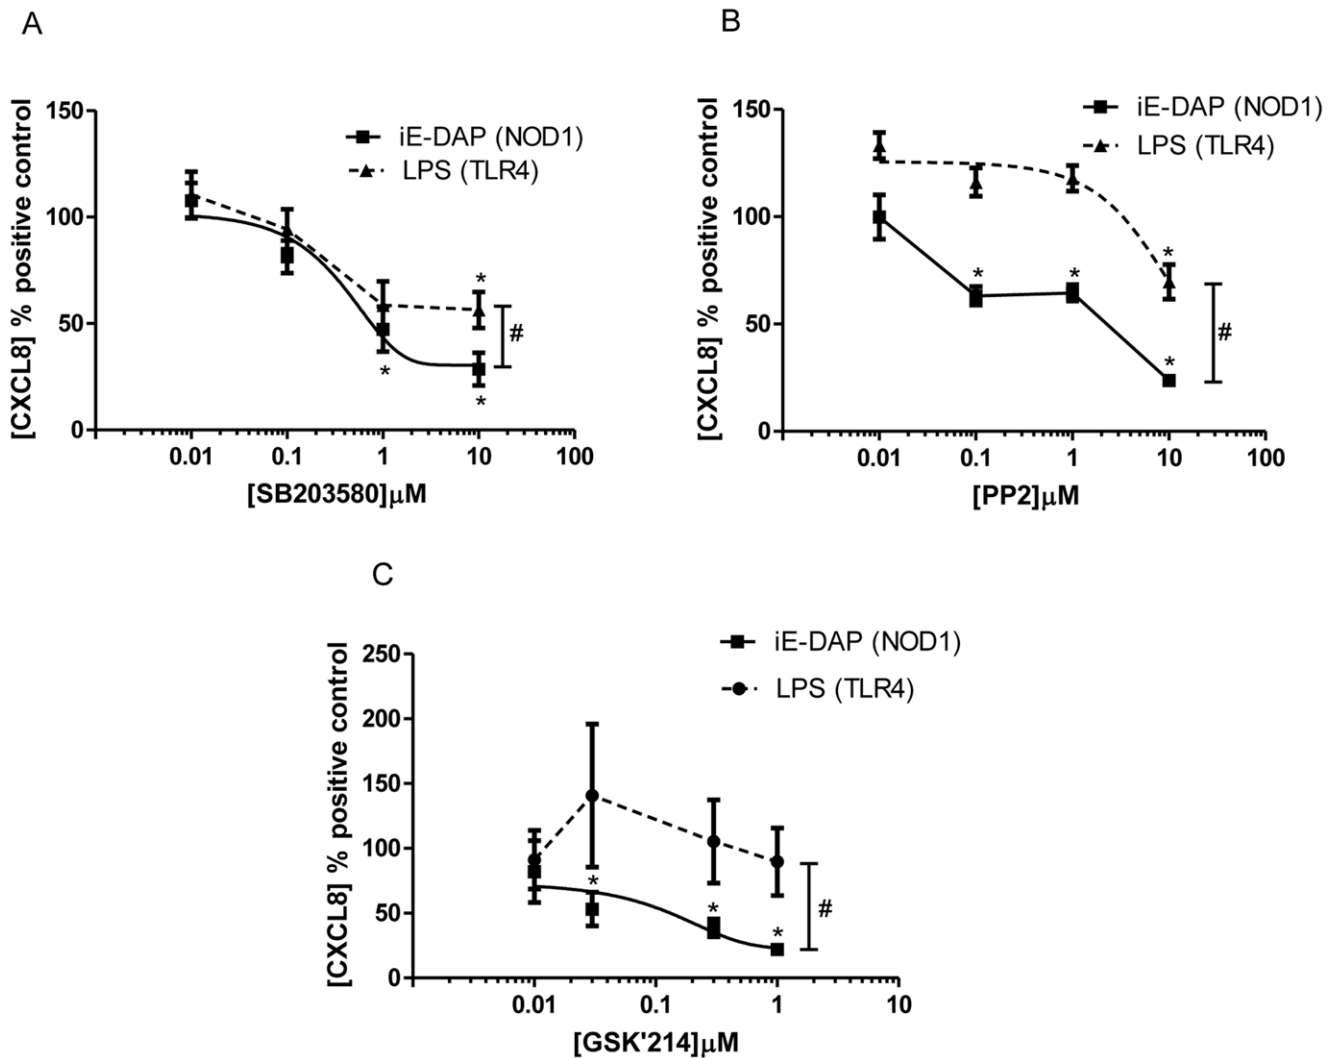 A
[CXCL8] % positive control
150
100
50
0
0.01 0.1 1 10 100
[SB203580]μM
iE-DAP (NOD1)
LPS (TLR4)
*
*
*
#
B
[CXCL8] % positive control
150
100
50
0
0.01 0.1 1 10 100
[PP2]μM
iE-DAP (NOD1)
LPS (TLR4)
*
* *
*
#
C
[CXCL8] % positive control
250
200
150
100
50
0
0.01 0.1 1 10
[GSK'214]μM
iE-DAP (NOD1)
LPS (TLR4)
*
*
*
#